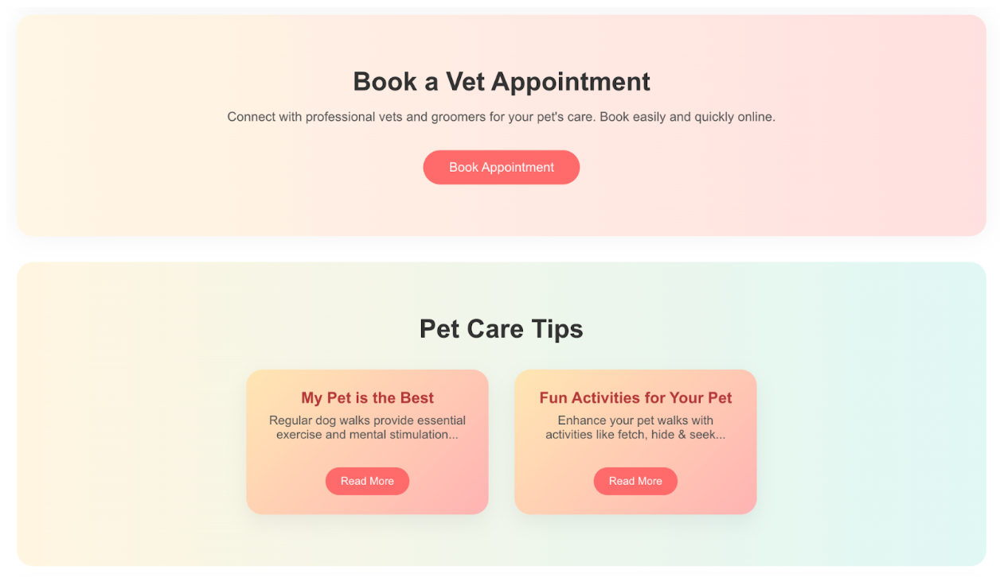 Book a Vet Appointment
Connect with professional vets and groomers for your pet's care. Book easily and quickly online.
Book Appointment
Pet Care Tips
My Pet is the Best
Regular dog walks provide essential
exercise and mental stimulation...
Read More
Fun Activities for Your Pet
Enhance your pet walks with
activities like fetch, hide & seek...
Read More